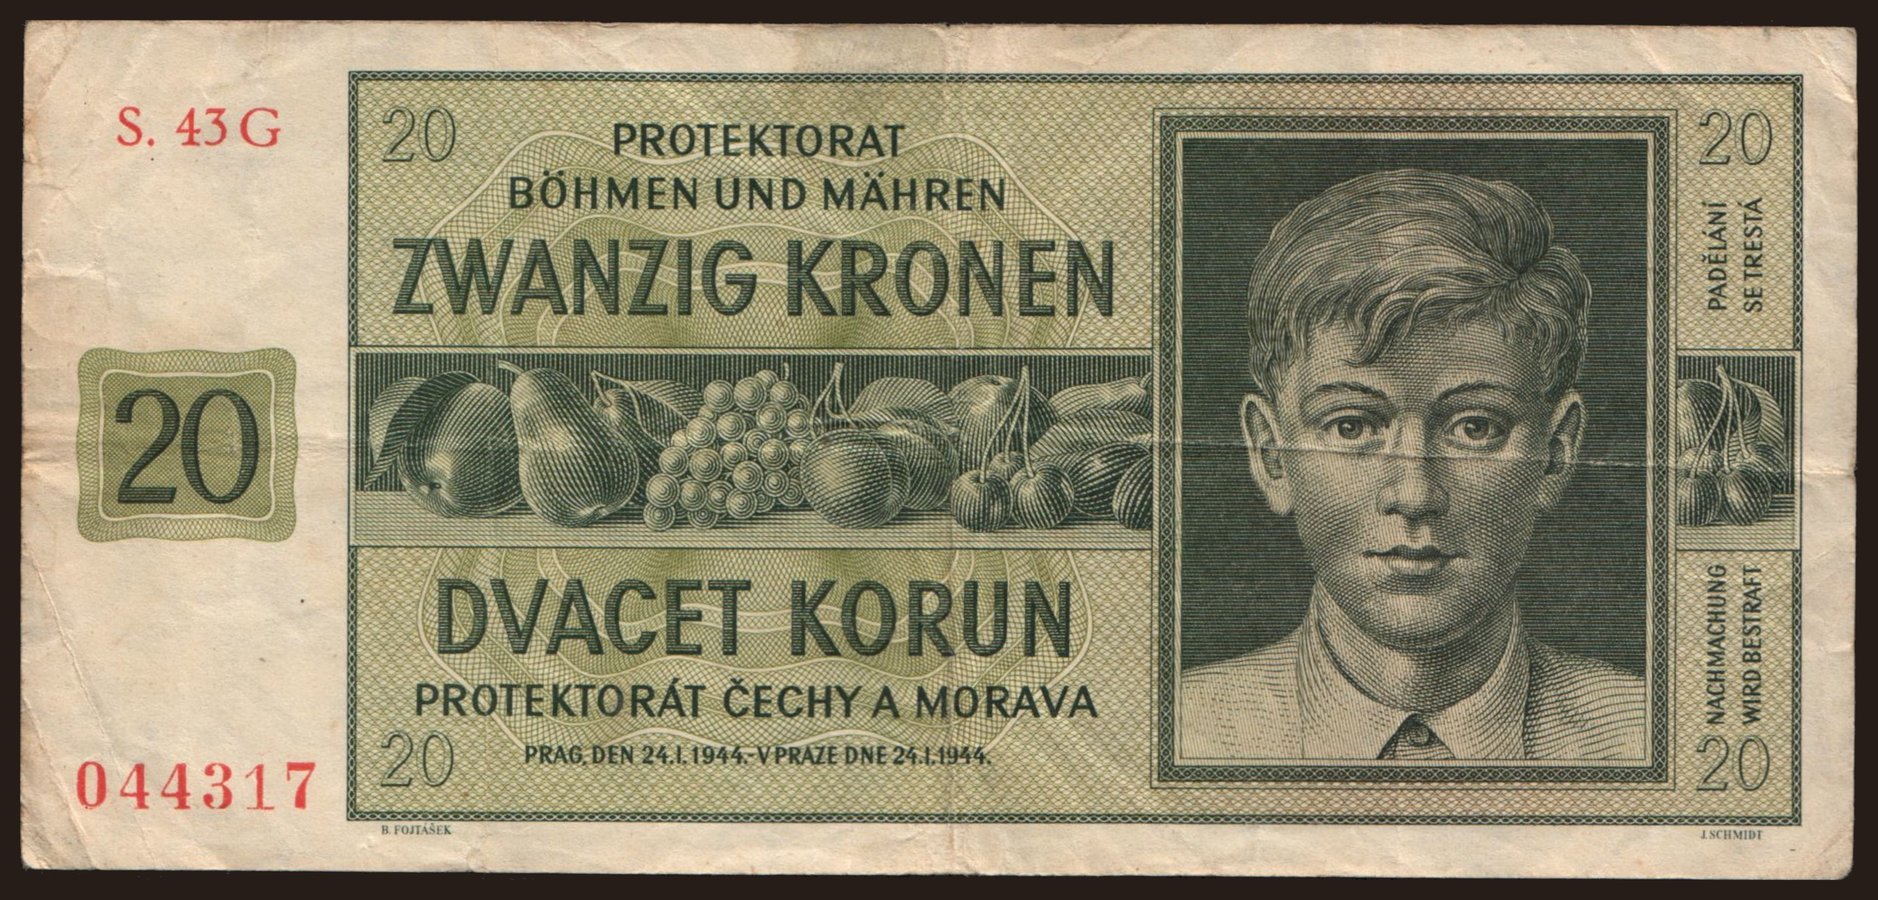 S. 43 G
20
PROTEKTORAT
BÖHMEN UND MÄHREN
ZWANZIG KRONEN
20
PADĚLÁNÍ
SE TRESTÁ
20
DVACET KORUN
PROTEKTORÁT ČECHY A MORAVA
PRAG, DEN 24.I.1944.-V PRAZE DNE 24.I.1944.
20
NACHMACHUNG
WIRD BESTRAFT
20
044317
B. FOJTÁŠEK
J. SCHMIDT